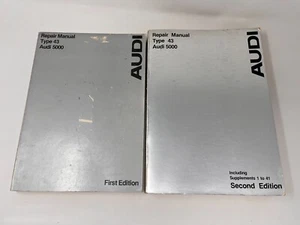 Repair Manual
Type 43
Audi 5000
AUDI
First Edition
Repair Manual
Type 43
Audi 5000
AUDI
Including
Supplements 1 to 41
Second Edition